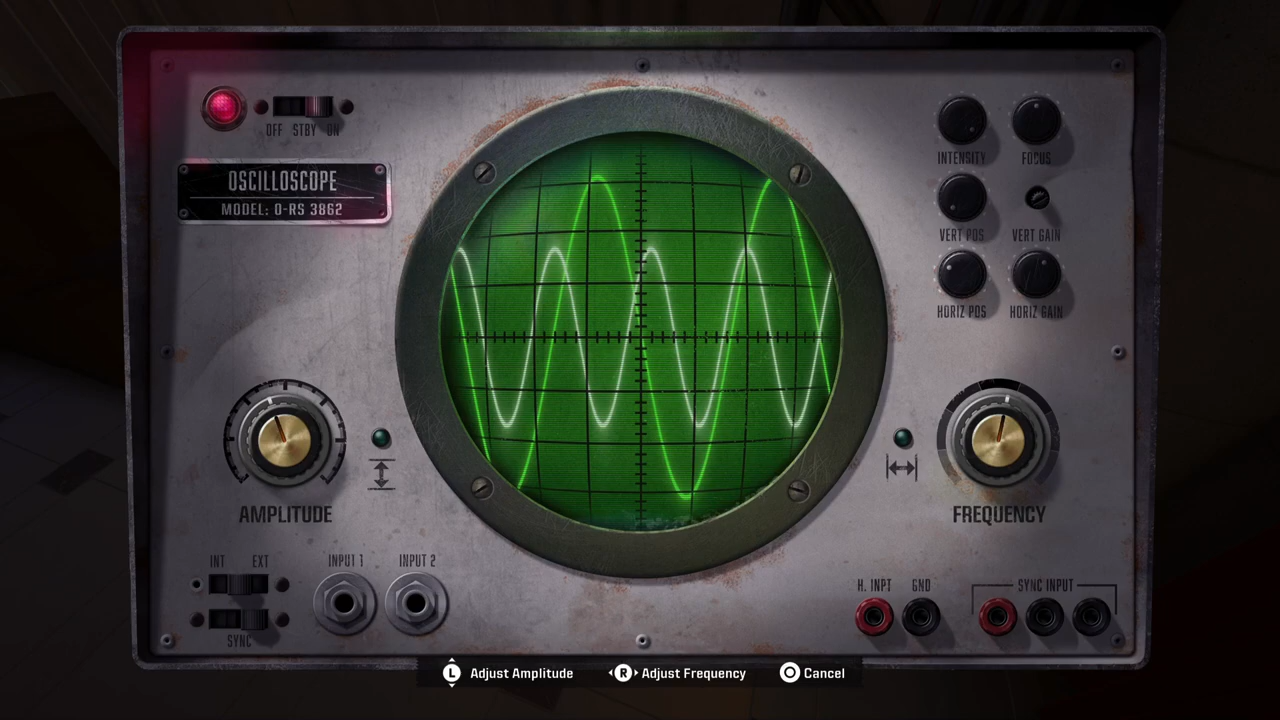 OFF STBY ON
OSCILLOSCOPE
MODEL: O-RS 3862
INTENSITY FOCUS
VERT POS VERT GAIN
HORIZ POS HORIZ GAIN
AMPLITUDE
FREQUENCY
INT EXT
SYNC
INPUT 1 INPUT 2
H. INPT GND
SYNC INPUT
L Adjust Amplitude
R Adjust Frequency
Cancel